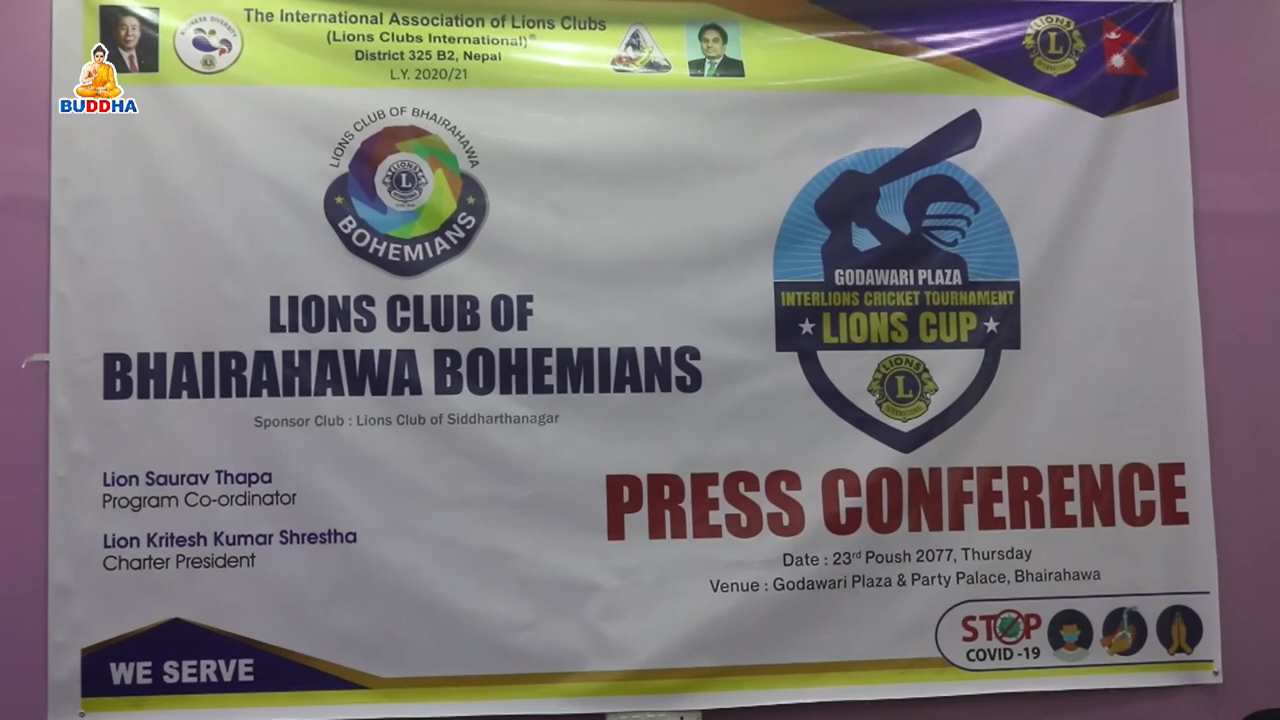 The International Association of Lions Clubs
(Lions Clubs International)®
District 325 B2, Nepal
L.Y. 2020/21
BUDDHA
LIONS
L
INTERNATIONAL
LIONS CLUB OF BHAIRAHAWA
LIONS
L
BOHEMIANS
LIONS CLUB OF
BHAIRAHAWA BOHEMIANS
Sponsor Club : Lions Club of Siddharthanagar
Lion Saurav Thapa
Program Co-ordinator
Lion Kritesh Kumar Shrestha
Charter President
WE SERVE
GODAWARI PLAZA
INTERLIONS CRICKET TOURNAMENT
LIONS CUP
LIONS
L
INTERNATIONAL
PRESS CONFERENCE
Date : 23rd Poush 2077, Thursday
Venue : Godawari Plaza & Party Palace, Bhairahawa
STOP
COVID -19